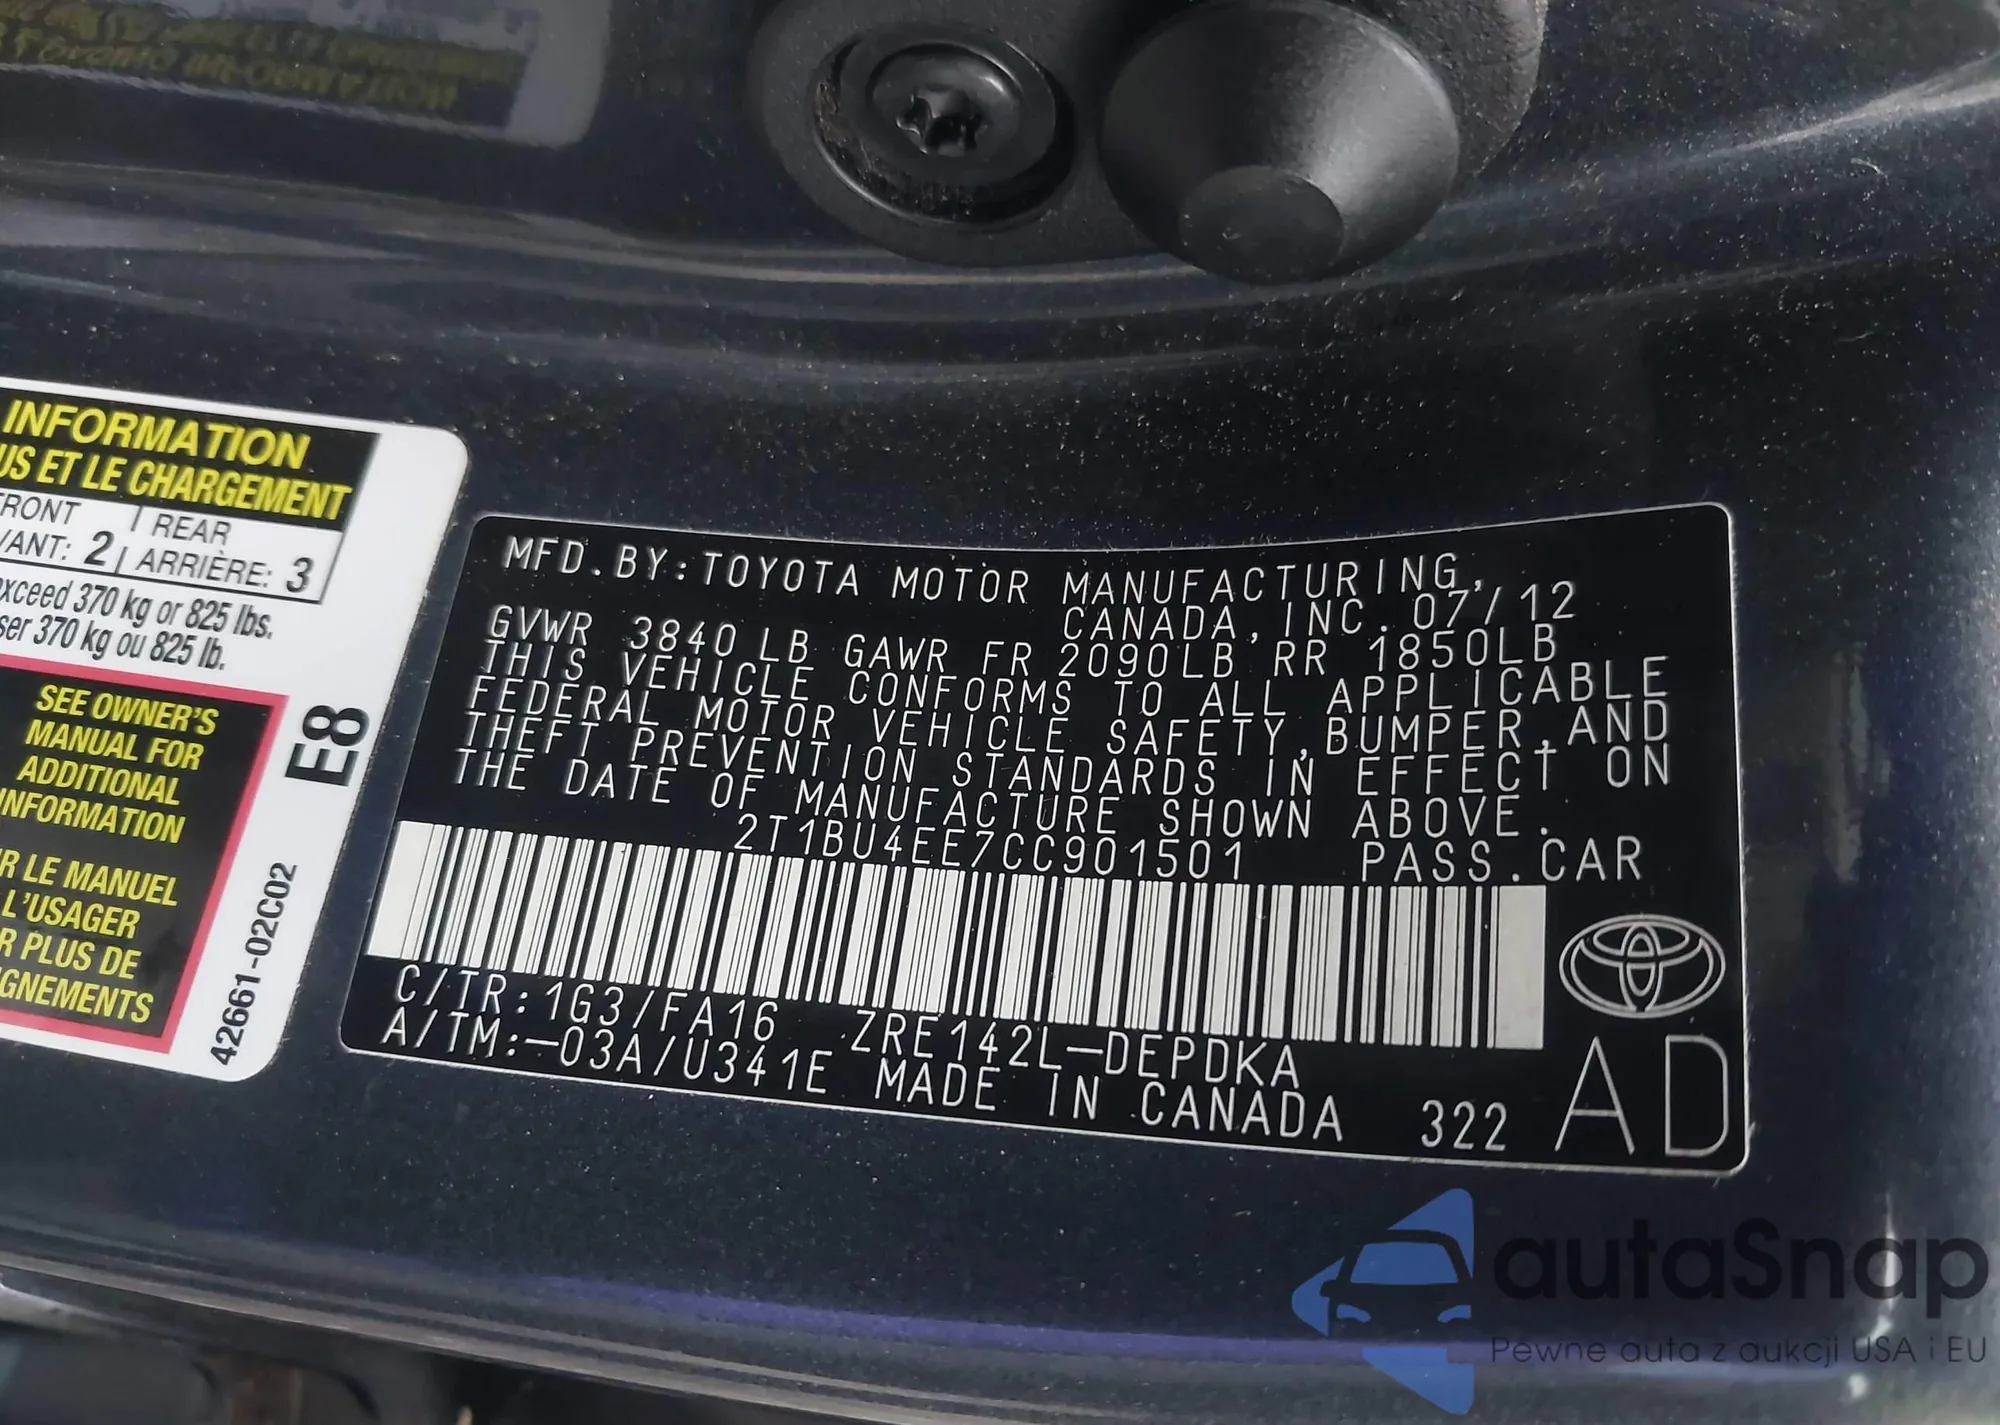 INFORMATION
US ET LE CHARGEMENT
FRONT REAR
VANT: 2 ARRIÈRE: 3
exceed 370 kg or 825 lbs.
ser 370 kg ou 825 lb.
SEE OWNER'S
MANUAL FOR
ADDITIONAL
INFORMATION
R LE MANUEL
L'USAGER
R PLUS DE
IGNEMENTS
E8
42661-02C02
MFD. BY: TOYOTA MOTOR MANUFACTURING,
CANADA, INC. 07/12
GVWR 3840 LB GAWR FR 2090LB RR 1850LB
THIS VEHICLE CONFORMS TO ALL APPLICABLE
FEDERAL MOTOR VEHICLE SAFETY, BUMPER, AND
THEFT PREVENTION STANDARDS IN EFFECT ON
THE DATE OF MANUFACTURE SHOWN ABOVE.
2T1BU4EE7CC901501 PASS. CAR
C/TR: 1G3/FA16 ZRE142L-DEPDKA
A/TM: -03A/U341E MADE IN CANADA 322 AD
autaSnap
Pewne auta z aukcji USA i EU